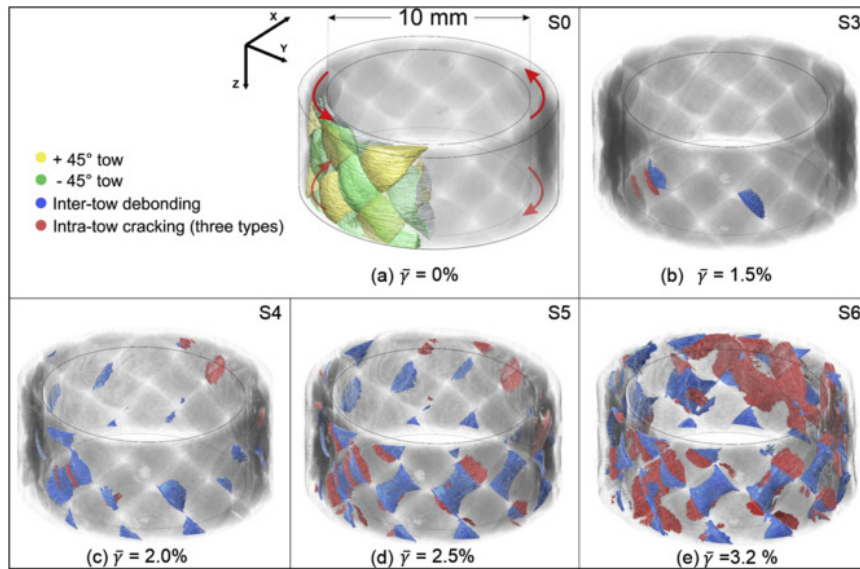 10 mm
S0
X
Y
Z
+ 45° tow
- 45° tow
Inter-tow debonding
Intra-tow cracking (three types)
(a) γ̄ = 0%
S3
(b) γ̄ = 1.5%
S4
(c) γ̄ = 2.0%
S5
(d) γ̄ = 2.5%
S6
(e) γ̄ =3.2 %